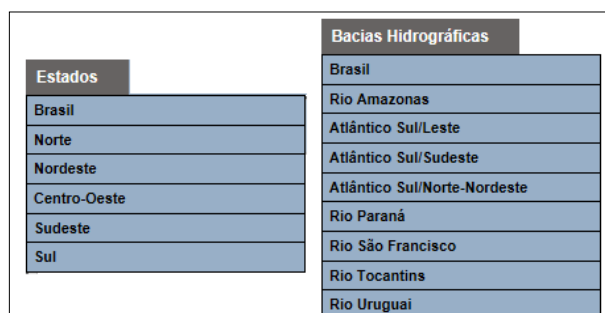 Estados
Brasil
Norte
Nordeste
Centro-Oeste
Sudeste
Sul
Bacias Hidrográficas
Brasil
Rio Amazonas
Atlântico Sul/Leste
Atlântico Sul/Sudeste
Atlântico Sul/Norte-Nordeste
Rio Paraná
Rio São Francisco
Rio Tocantins
Rio Uruguai